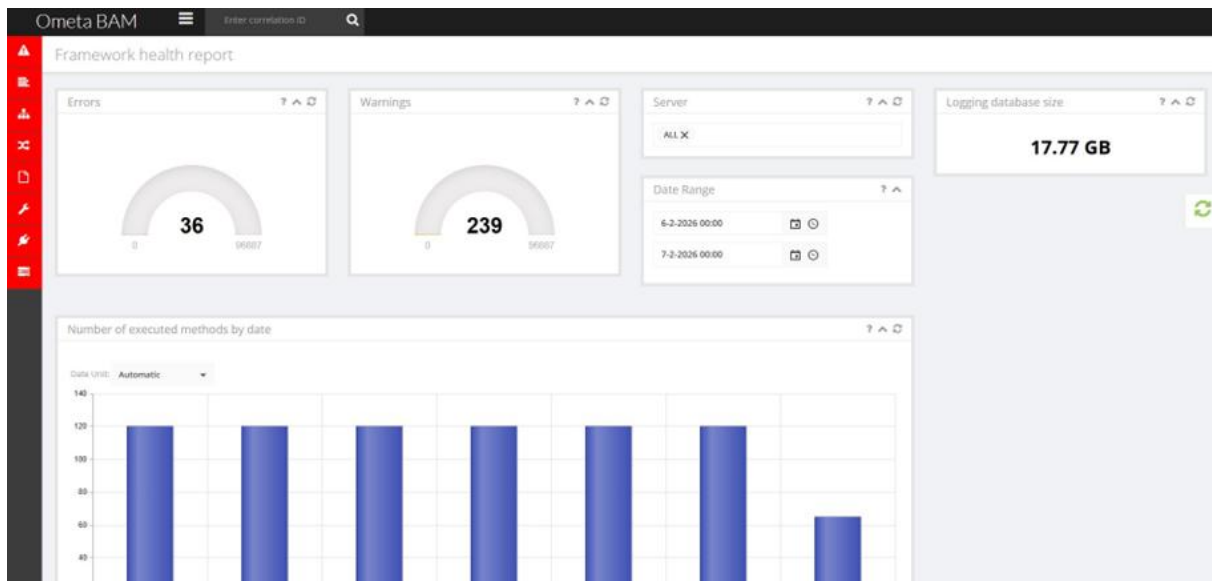 Ometa BAM
Enter correlation ID
Framework health report
Errors
?
36
0
96667
Warnings
?
239
0
96667
Server
?
ALL X
Date Range
?
6-2-2026 00:00
7-2-2026 00:00
Logging database size
?
17.77 GB
Number of executed methods by date
?
Data Unit: Automatic
140
120
100
80
60
40